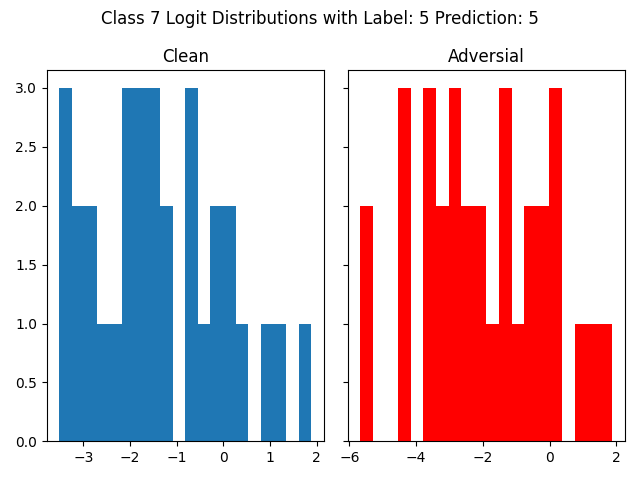 Class 7 Logit Distributions with Label: 5 Prediction: 5
Clean
Adversial
3.0
2.5
2.0
1.5
1.0
0.5
0.0
−3 −2 −1 0 1 2
−6 −4 −2 0 2